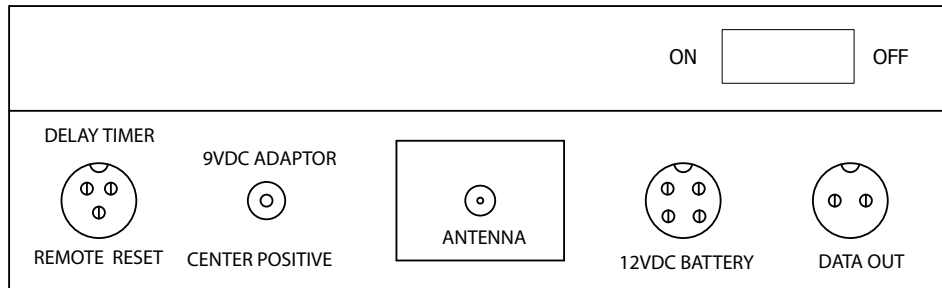 ON OFF
DELAY TIMER
9VDC ADAPTOR
ANTENNA
REMOTE RESET
CENTER POSITIVE
12VDC BATTERY
DATA OUT